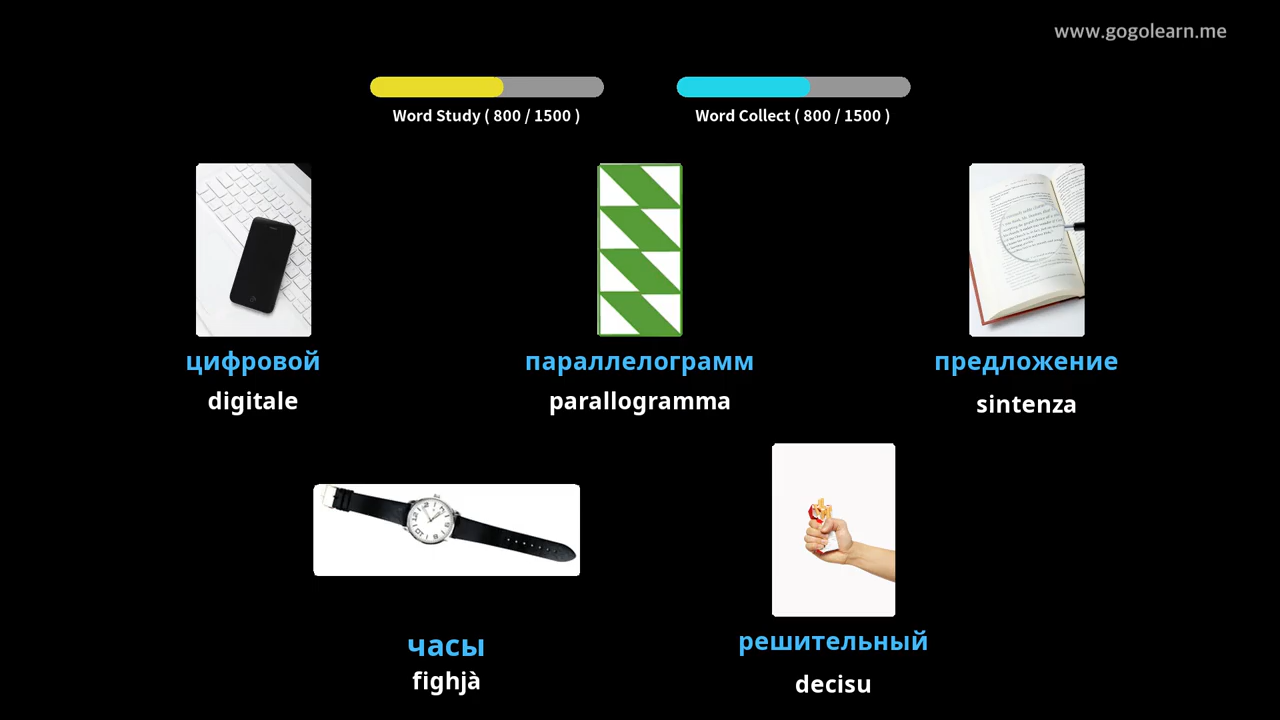 www.gogolearn.me
Word Study ( 800 / 1500 )
Word Collect ( 800 / 1500 )
цифровой
параллелограмм
предложение
digitale
parallogramma
sintenza
часы
решительный
fighjà
decisu